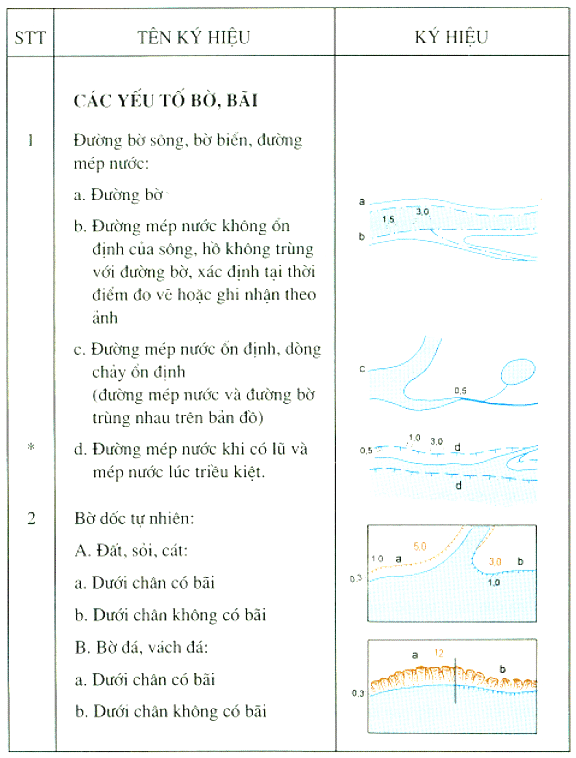 STT TÊN KÝ HIỆU KÝ HIỆU
CÁC YẾU TỐ BỜ, BÃI
1 Đường bờ sông, bờ biển, đường
mép nước:
a. Đường bờ
b. Đường mép nước không ổn
định của sông, hồ không trùng
với đường bờ, xác định tại thời
điểm đo vẽ hoặc ghi nhận theo
ảnh
a
1,5 3,0
b
c. Đường mép nước ổn định, dòng
chảy ổn định
(đường mép nước và đường bờ
trùng nhau trên bản đồ)
c
0,5
* d. Đường mép nước khi có lũ và
mép nước lúc triều kiệt.
0,5 1,0 3,0 d
d
2 Bờ dốc tự nhiên:
A. Đất, sỏi, cát:
a. Dưới chân có bãi
b. Dưới chân không có bãi
5,0
1,0 a 3,0 b
0,3 1,0
B. Bờ đá, vách đá:
a. Dưới chân có bãi
b. Dưới chân không có bãi
a 12 b
0,3